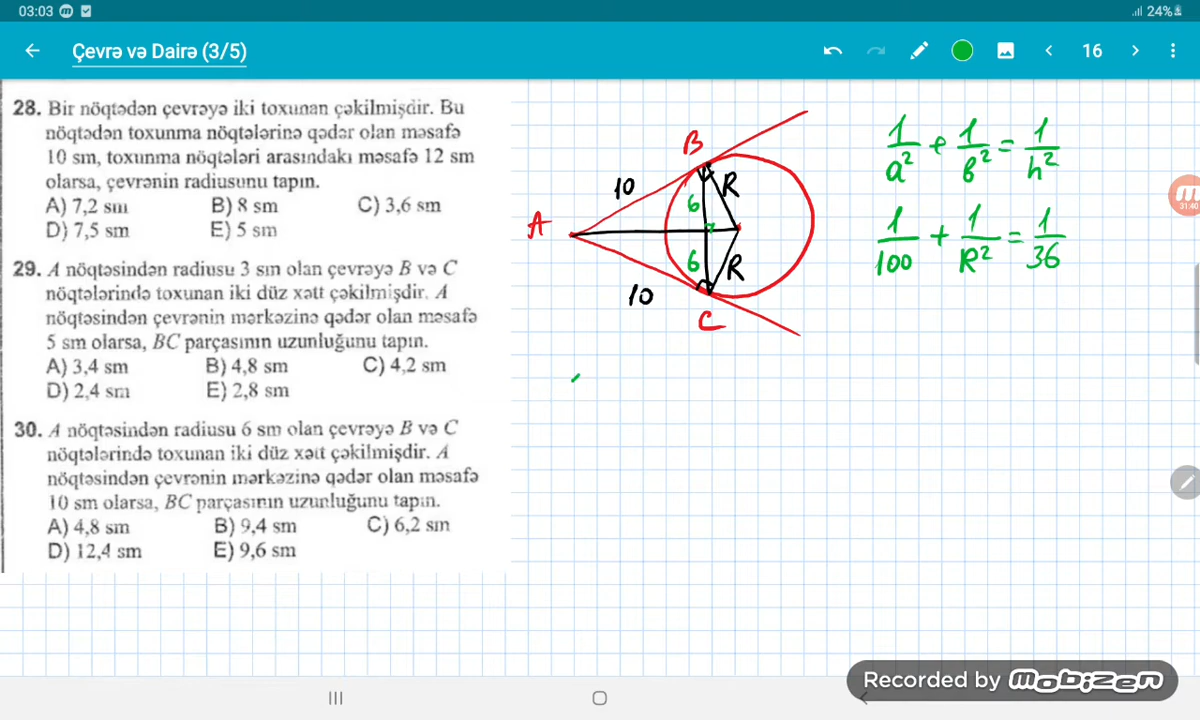 03:03
24%
Çevrə və Dairə (3/5)
16
28. Bir nöqtədən çevrəyə iki toxunan çəkilmişdir. Bu
nöqtədən toxunma nöqtələrinə qədər olan məsafə
10 sm, toxunma nöqtələri arasındakı məsafə 12 sm
olarsa, çevrənin radiusunu tapın.
A) 7,2 sm B) 8 sm C) 3,6 sm
D) 7,5 sm E) 5 sm
29. A nöqtəsindən radiusu 3 sm olan çevrəyə B və C
nöqtələrində toxunan iki düz xətt çəkilmişdir. A
nöqtəsindən çevrənin mərkəzinə qədər olan məsafə
5 sm olarsa, BC parçasının uzunluğunu tapın.
A) 3,4 sm B) 4,8 sm C) 4,2 sm
D) 2,4 sm E) 2,8 sm
30. A nöqtəsindən radiusu 6 sm olan çevrəyə B və C
nöqtələrində toxunan iki düz xətt çəkilmişdir. A
nöqtəsindən çevrənin mərkəzinə qədər olan məsafə
10 sm olarsa, BC parçasının uzunluğunu tapın.
A) 4,8 sm B) 9,4 sm C) 6,2 sm
D) 12,4 sm E) 9,6 sm
B
10 6 R
A
10 6 R
C
1/a² + 1/b² = 1/h²
1/100 + 1/R² = 1/36
31:40
Recorded by Mobizen